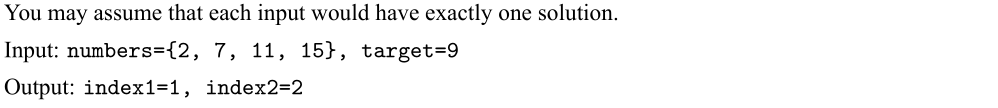 You may assume that each input would have exactly one solution.
Input: numbers={2, 7, 11, 15}, target=9
Output: index1=1, index2=2